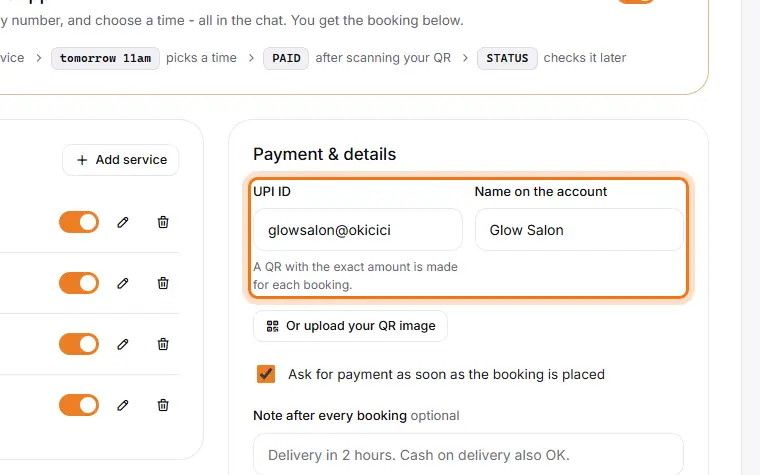 y number, and choose a time - all in the chat. You get the booking below.
vice > tomorrow 11am picks a time > PAID after scanning your QR > STATUS checks it later
+ Add service
Payment & details
UPI ID
Name on the account
glowsalon@okicici
Glow Salon
A QR with the exact amount is made
for each booking.
Or upload your QR image
Ask for payment as soon as the booking is placed
Note after every booking optional
Delivery in 2 hours. Cash on delivery also OK.